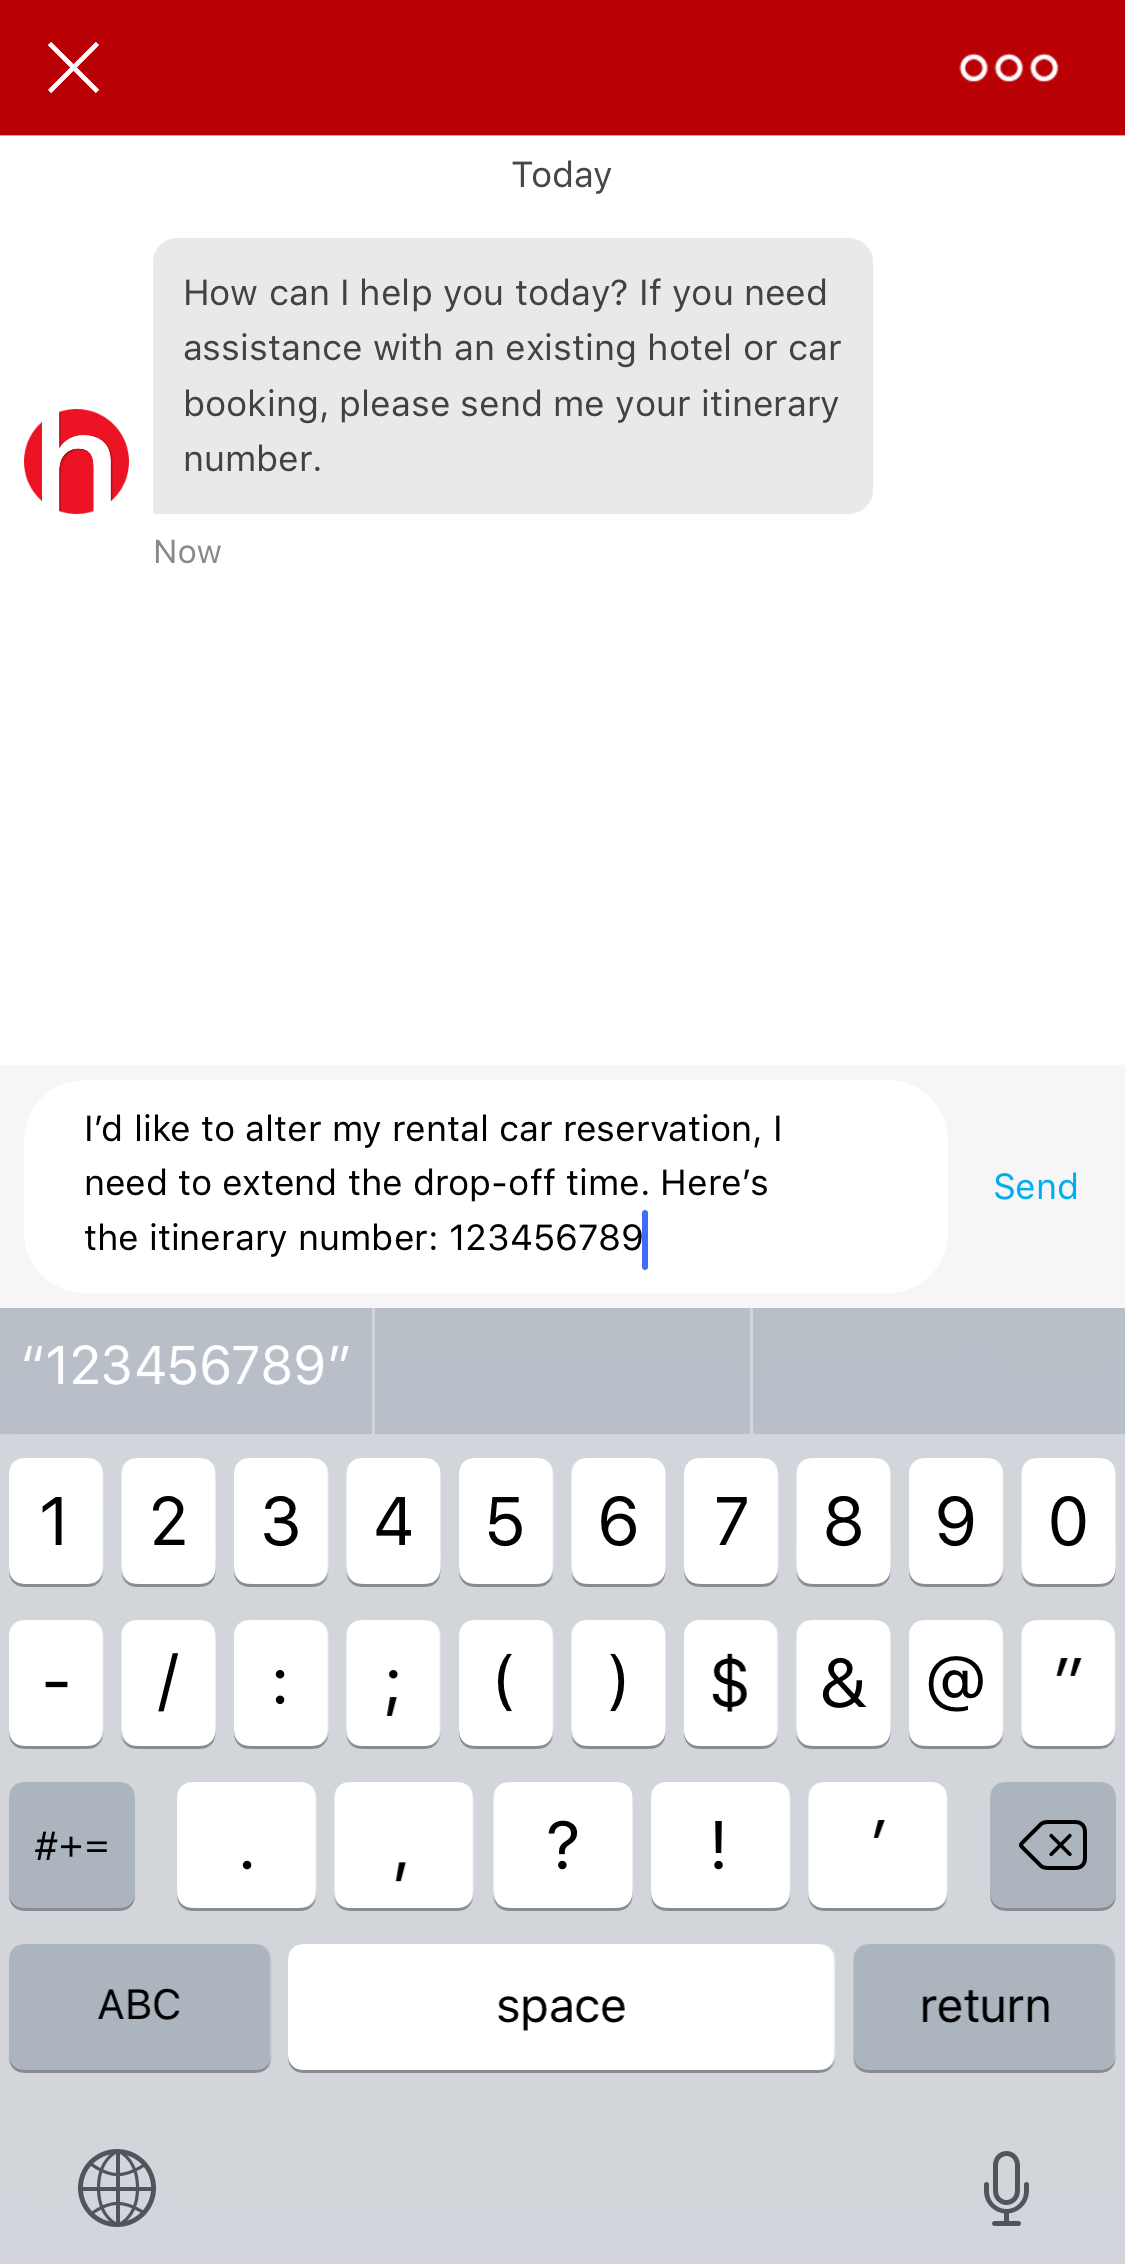 Today
How can I help you today? If you need
assistance with an existing hotel or car
booking, please send me your itinerary
number.
h
Now
I’d like to alter my rental car reservation, I
need to extend the drop-off time. Here’s
the itinerary number: 123456789
Send
“123456789”
1 2 3 4 5 6 7 8 9 0
- / : ; ( ) $ & @ "
#+= . , ? ! '
ABC space return